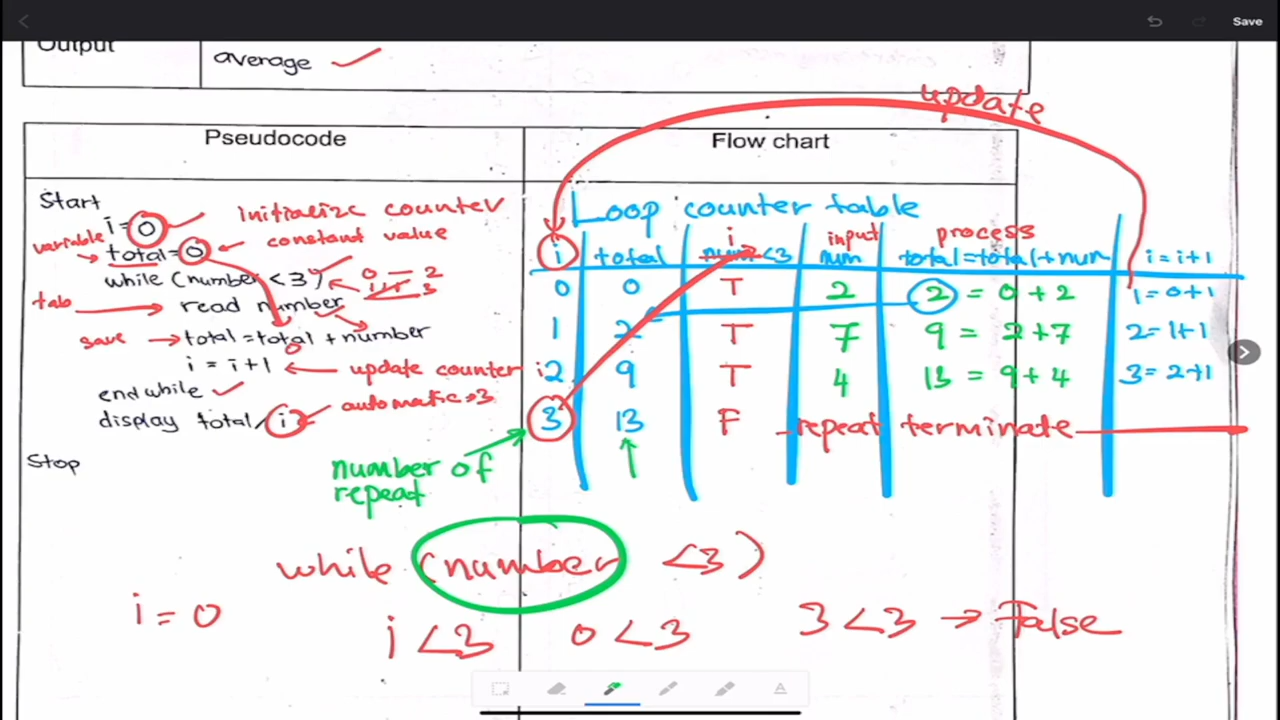 Save
Output
average
Pseudocode
Flow chart
update
Start
i = 0
initialize counter
variable
total = 0
constant value
while (number < 3)
0 – 2
tab
read number
save
total = total + number
0
i = i + 1
update counter i
end while
display total, i
automatic → 3
Stop
number of
repeat
Loop counter table
i
input
process
i total num < 3 num total = total + num i = i + 1
0 0 T 2 2 = 0 + 2 1 = 0 + 1
1 2 T 7 9 = 2 + 7 2 = 1 + 1
2 9 T 4 13 = 9 + 4 3 = 2 + 1
3 13 F repeat terminate
while (number < 3)
i = 0
i < 3
0 < 3
3 < 3 → False
A